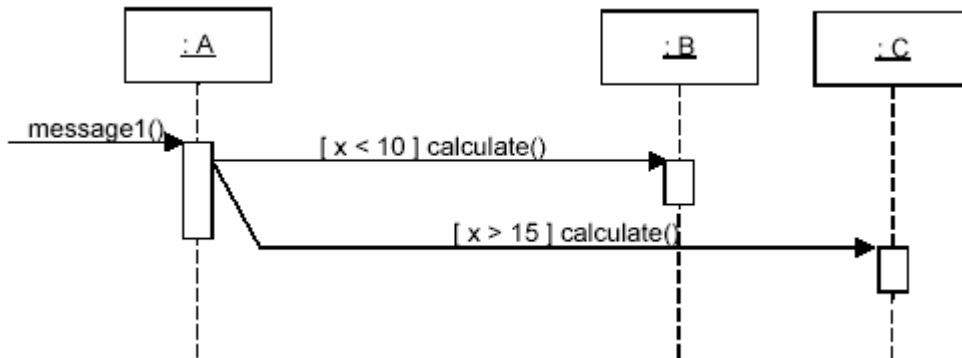 : A
: B
: C
message1()
[ x < 10 ] calculate()
[ x > 15 ] calculate()